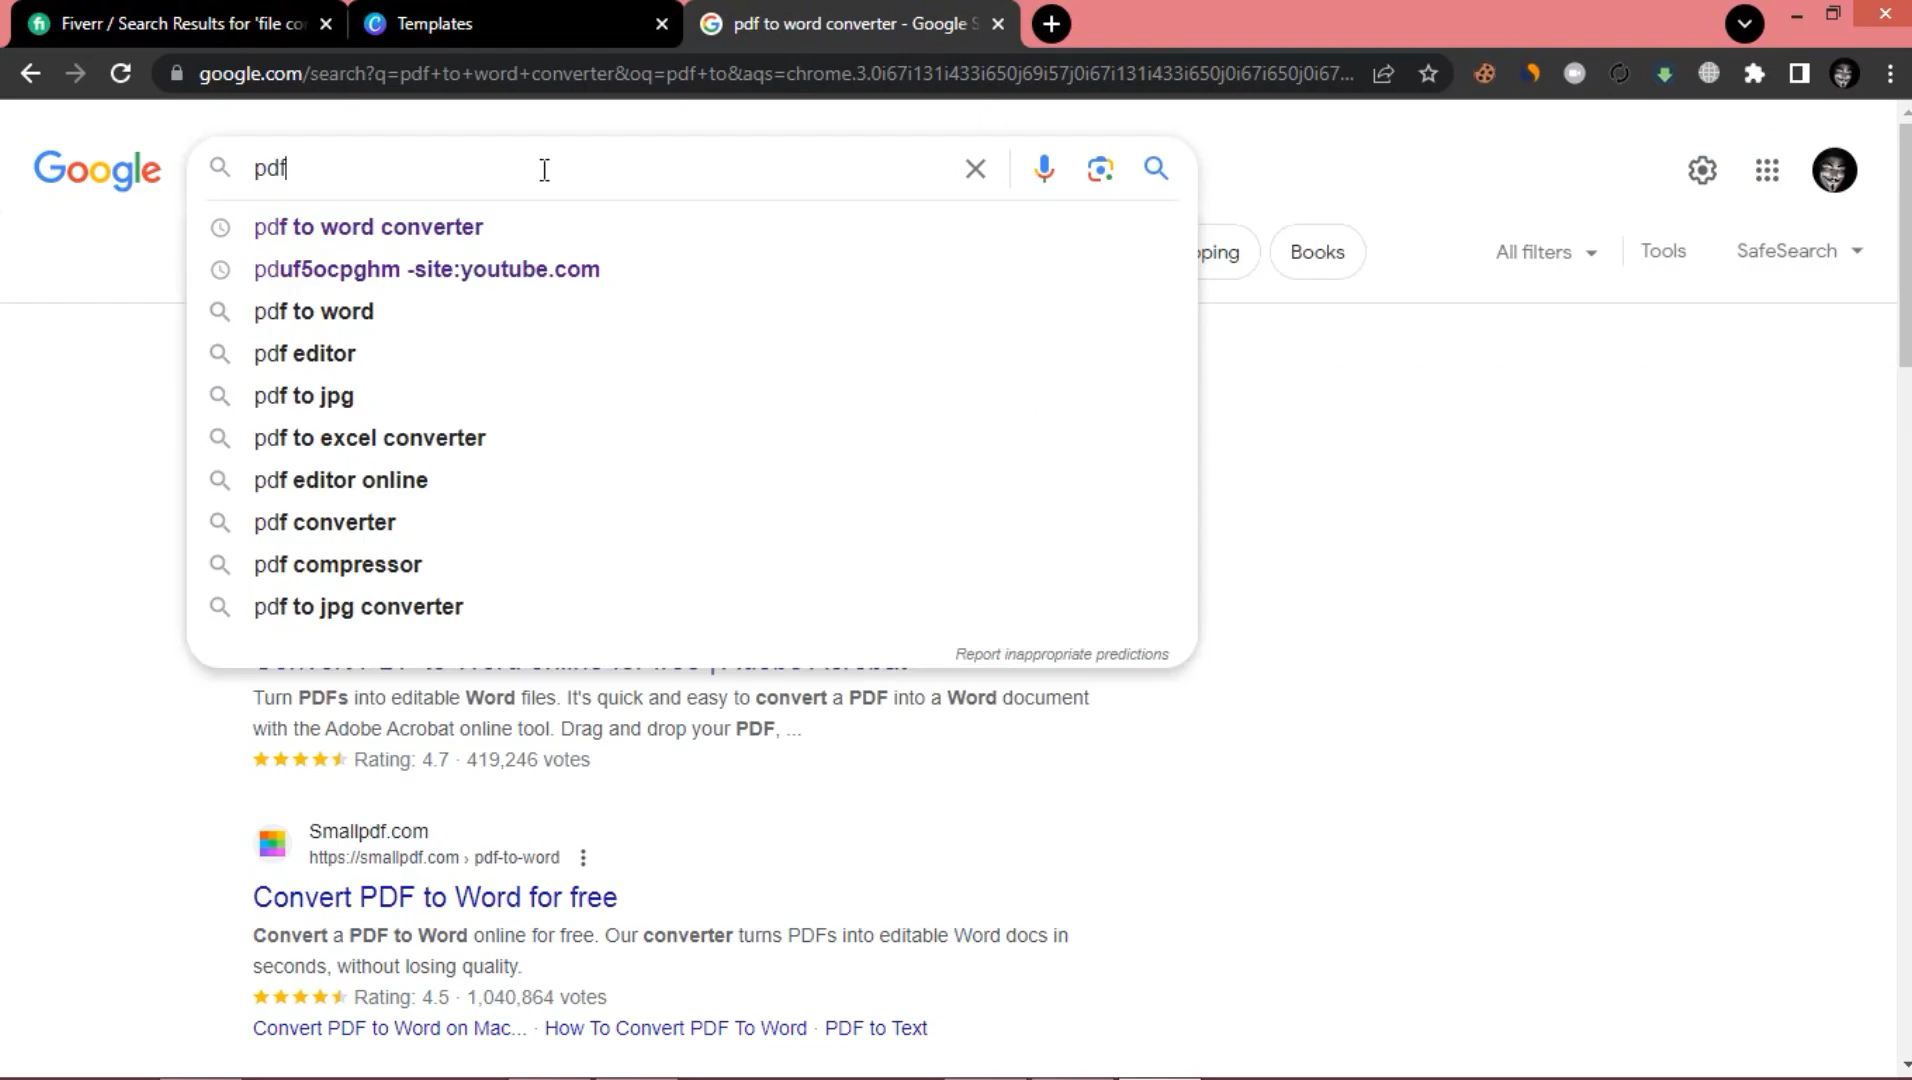 Fiverr / Search Results for 'file co
Templates
pdf to word converter - Google S
google.com/search?q=pdf+to+word+converter&oq=pdf+to&aqs=chrome.3.0i67i131i433i650j69i57j0i67i131i433i650j0i67i650j0i67...
Google
pdf
pdf to word converter
pduf5ocpghm -site:youtube.com
pdf to word
pdf editor
pdf to jpg
pdf to excel converter
pdf editor online
pdf converter
pdf compressor
pdf to jpg converter
Report inappropriate predictions
pping
Books
All filters
Tools
SafeSearch
Turn PDFs into editable Word files. It's quick and easy to convert a PDF into a Word document
with the Adobe Acrobat online tool. Drag and drop your PDF, ...
Rating: 4.7 · 419,246 votes
Smallpdf.com
https://smallpdf.com › pdf-to-word
Convert PDF to Word for free
Convert a PDF to Word online for free. Our converter turns PDFs into editable Word docs in
seconds, without losing quality.
Rating: 4.5 · 1,040,864 votes
Convert PDF to Word on Mac... · How To Convert PDF To Word · PDF to Text